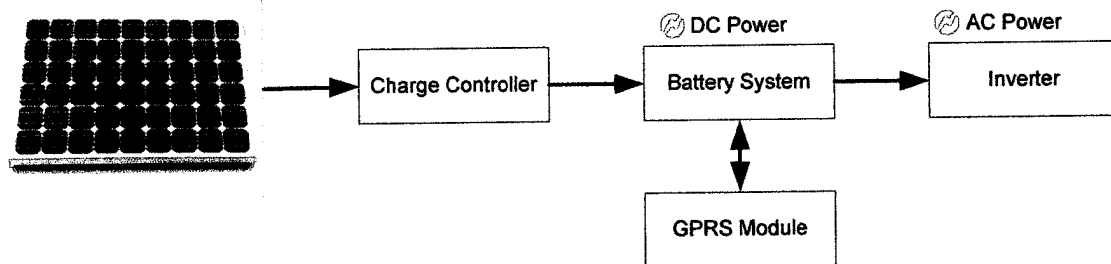 DC Power
AC Power
Charge Controller
Battery System
Inverter
GPRS Module